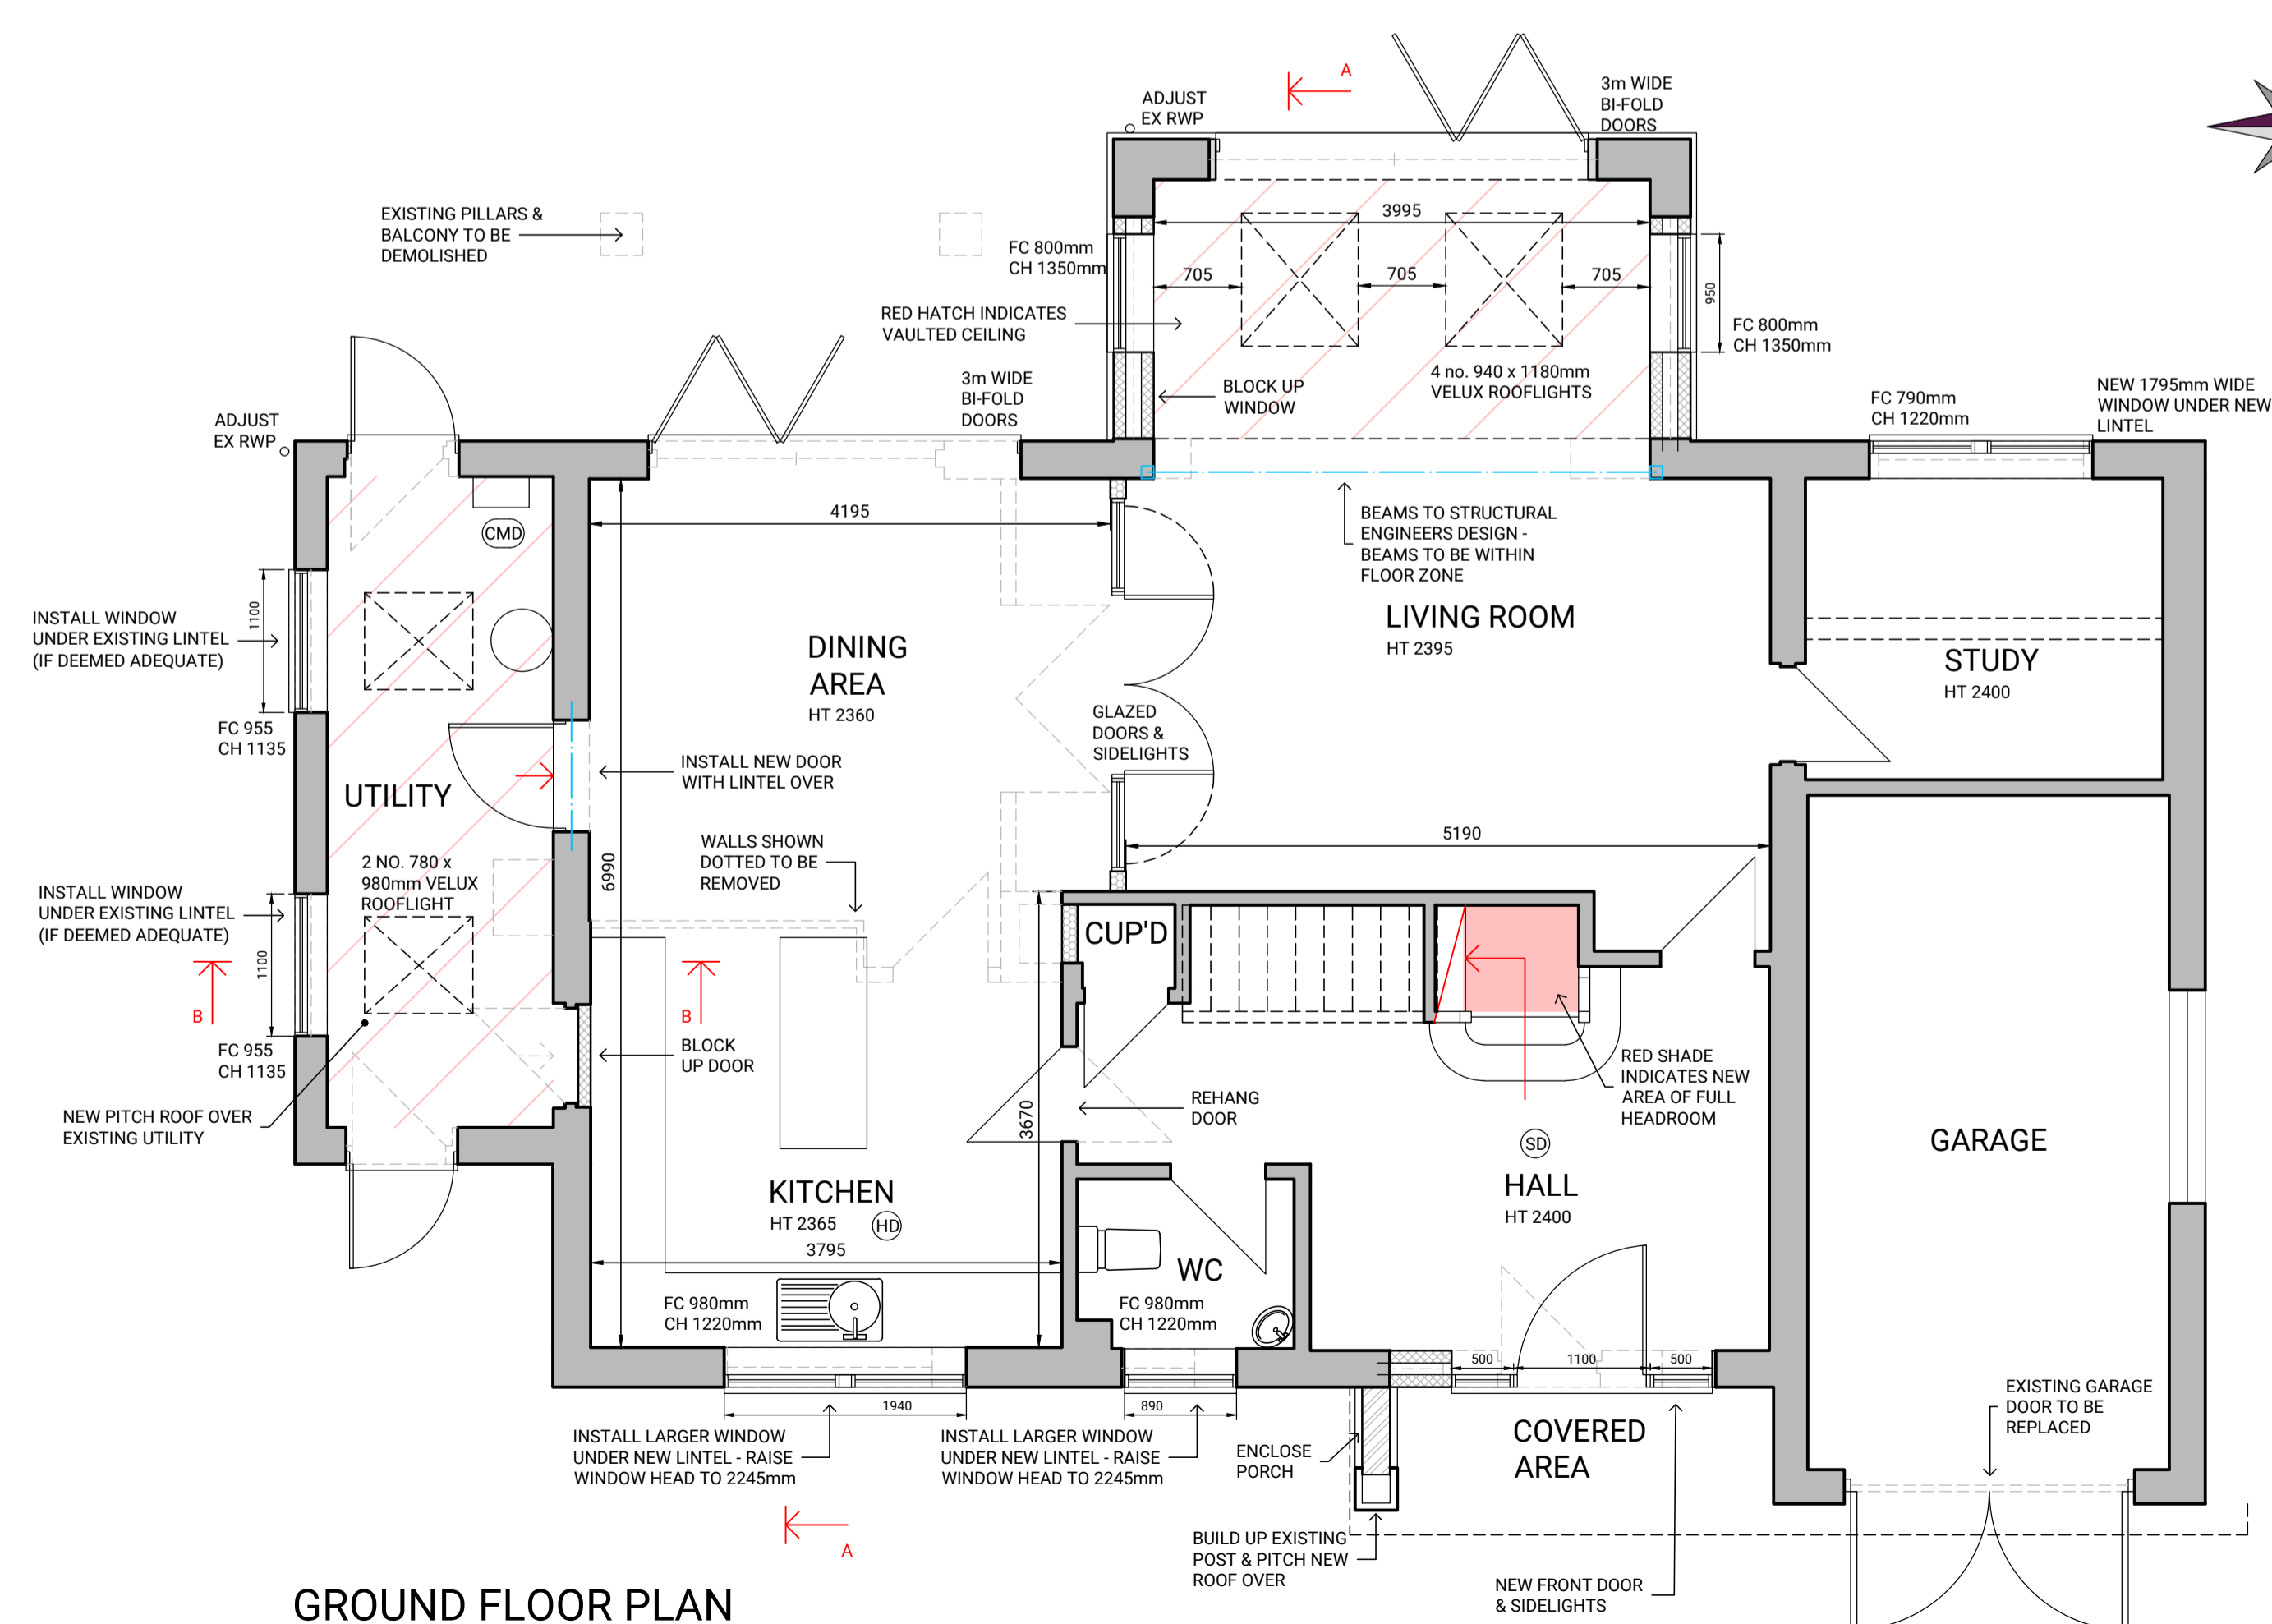 A
ADJUST
EX RWP
3m WIDE
BI-FOLD
DOORS
EXISTING PILLARS &
BALCONY TO BE
DEMOLISHED
FC 800mm
CH 1350mm
3995
705
705
705
950
RED HATCH INDICATES
VAULTED CEILING
FC 800mm
CH 1350mm
4 no. 940 x 1180mm
VELUX ROOFLIGHTS
BLOCK UP
WINDOW
3m WIDE
BI-FOLD
DOORS
FC 790mm
CH 1220mm
NEW 1795mm WIDE
WINDOW UNDER NEW
LINTEL
ADJUST
EX RWP
CMD
4195
BEAMS TO STRUCTURAL
ENGINEERS DESIGN -
BEAMS TO BE WITHIN
FLOOR ZONE
INSTALL WINDOW
UNDER EXISTING LINTEL
(IF DEEMED ADEQUATE)
1100
FC 955
CH 1135
DINING
AREA
HT 2360
LIVING ROOM
HT 2395
STUDY
HT 2400
GLAZED
DOORS &
SIDELIGHTS
INSTALL NEW DOOR
WITH LINTEL OVER
UTILITY
2 NO. 780 x
980mm VELUX
ROOFLIGHT
WALLS SHOWN
DOTTED TO BE
REMOVED
6990
5190
INSTALL WINDOW
UNDER EXISTING LINTEL
(IF DEEMED ADEQUATE)
1100
B
B
FC 955
CH 1135
CUP'D
BLOCK
UP DOOR
NEW PITCH ROOF OVER
EXISTING UTILITY
3670
REHANG
DOOR
RED SHADE
INDICATES NEW
AREA OF FULL
HEADROOM
SD
HALL
HT 2400
GARAGE
KITCHEN
HT 2365
HD
3795
WC
FC 980mm
CH 1220mm
FC 980mm
CH 1220mm
500
1100
500
1940
890
INSTALL LARGER WINDOW
UNDER NEW LINTEL - RAISE
WINDOW HEAD TO 2245mm
INSTALL LARGER WINDOW
UNDER NEW LINTEL - RAISE
WINDOW HEAD TO 2245mm
ENCLOSE
PORCH
COVERED
AREA
EXISTING GARAGE
DOOR TO BE
REPLACED
A
BUILD UP EXISTING
POST & PITCH NEW
ROOF OVER
NEW FRONT DOOR
& SIDELIGHTS
GROUND FLOOR PLAN